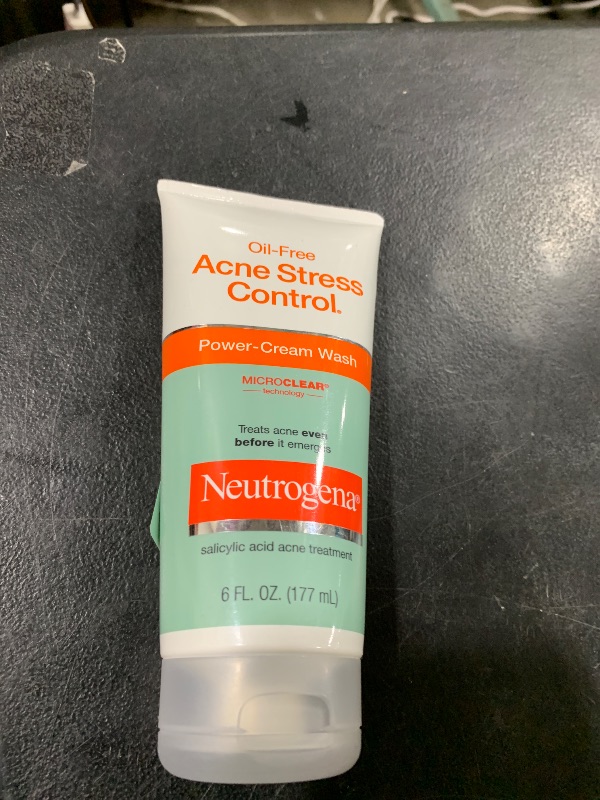 Oil-Free
Acne Stress
Control.
Power-Cream Wash
MICROCLEAR®
technology
Treats acne even
before it emerges
Neutrogena®
salicylic acid acne treatment
6 FL. OZ. (177 mL)